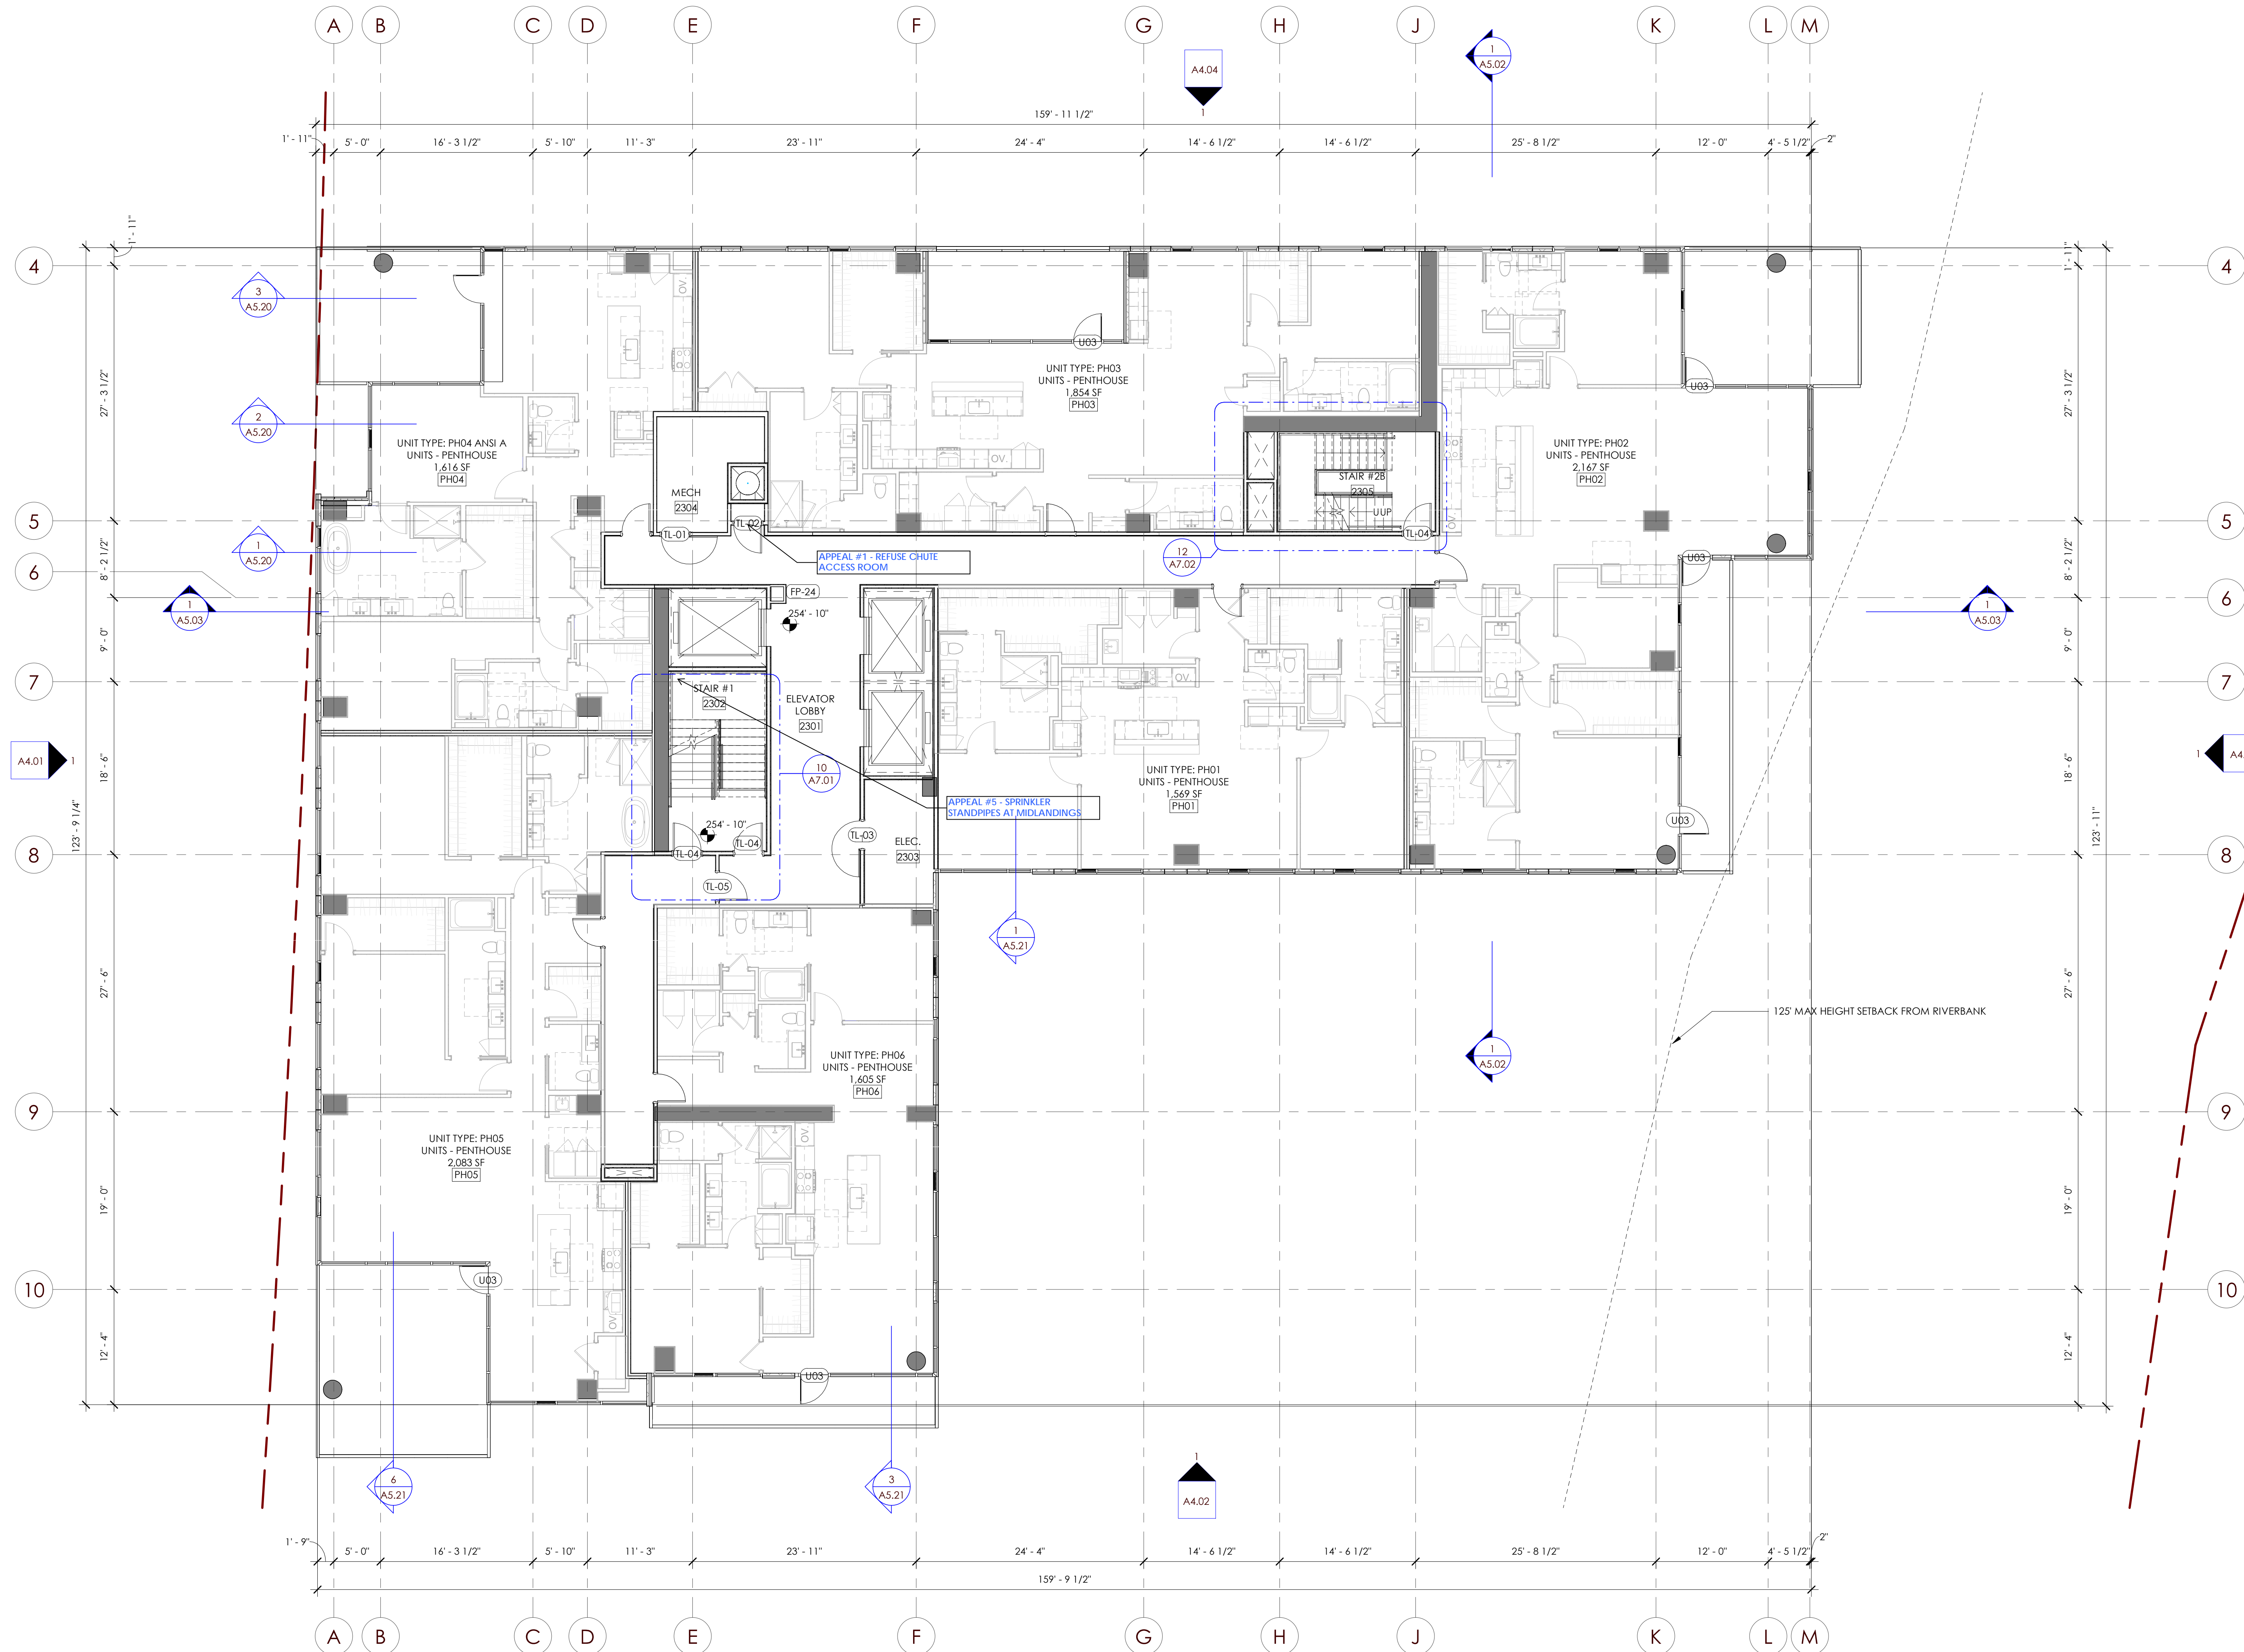 A B C D E F G H J K L M
1
A5.02
A4.04
1
159' - 11 1/2"
1' - 11" 5' - 0" 16' - 3 1/2" 5' - 10" 11' - 3" 23' - 11" 24' - 4" 14' - 6 1/2" 14' - 6 1/2" 25' - 8 1/2" 12' - 0" 4' - 5 1/2" 2"
1' - 11"
1' - 11"
4
4
3
A5.20
OV.
U03
UNIT TYPE: PH03
UNITS - PENTHOUSE
1,854 SF
PH03
U03
27' - 3 1/2"
27' - 3 1/2"
2
A5.20
UNIT TYPE: PH04 ANSI A
UNITS - PENTHOUSE
1,616 SF
PH04
UNIT TYPE: PH02
UNITS - PENTHOUSE
2,167 SF
PH02
OV.
STAIR #2B
2305
UUP
MECH
2304
5
5
TL-02
TL-01
TL-04
OV.
1
A5.20
APPEAL #1 - REFUSE CHUTE
ACCESS ROOM
12
A7.02
U03
8' - 2 1/2"
8' - 2 1/2"
6
6
FP-24
254' - 10"
1
A5.03
1
A5.03
9' - 0"
9' - 0"
7
7
OV.
STAIR #1
2302
ELEVATOR
LOBBY
2301
A4.01
1
18' - 6"
18' - 6"
10
A7.01
UNIT TYPE: PH01
UNITS - PENTHOUSE
1,569 SF
PH01
1
A4.
APPEAL #5 - SPRINKLER
STANDPIPES AT MIDLANDINGS
U03
123' - 9 1/4"
123' - 11"
254' - 10"
TL-04
TL-04
TL-03
ELEC.
2303
8
8
TL-05
1
A5.21
27' - 6"
27' - 6"
125' MAX HEIGHT SETBACK FROM RIVERBANK
1
A5.02
UNIT TYPE: PH06
UNITS - PENTHOUSE
1,605 SF
PH06
9
9
OV.
UNIT TYPE: PH05
UNITS - PENTHOUSE
2,083 SF
PH05
19' - 0"
19' - 0"
U03
10
10
OV.
12' - 4"
12' - 4"
U03
6
A5.21
3
A5.21
1
A4.02
1' - 9" 5' - 0" 16' - 3 1/2" 5' - 10" 11' - 3" 23' - 11" 24' - 4" 14' - 6 1/2" 14' - 6 1/2" 25' - 8 1/2" 12' - 0" 4' - 5 1/2" 2"
159' - 9 1/2"
A B C D E F G H J K L M